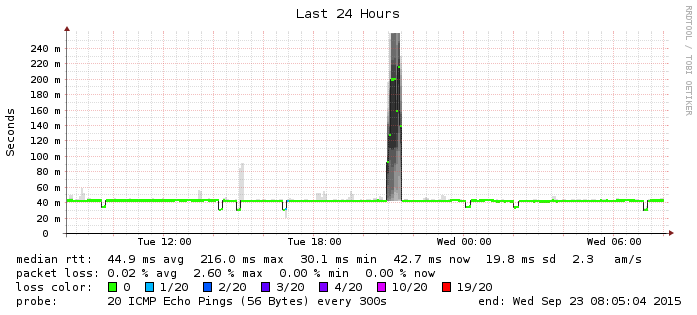 Last 24 Hours
RRDTOOL / TOBI OETIKER
Seconds
240 m
220 m
200 m
180 m
160 m
140 m
120 m
100 m
80 m
60 m
40 m
20 m
0
Tue 12:00 Tue 18:00 Wed 00:00 Wed 06:00
median rtt: 44.9 ms avg 216.0 ms max 30.1 ms min 42.7 ms now 19.8 ms sd 2.3 am/s
packet loss: 0.02 % avg 2.60 % max 0.00 % min 0.00 % now
loss color: 0 1/20 2/20 3/20 4/20 10/20 19/20
probe: 20 ICMP Echo Pings (56 Bytes) every 300s end: Wed Sep 23 08:05:04 2015